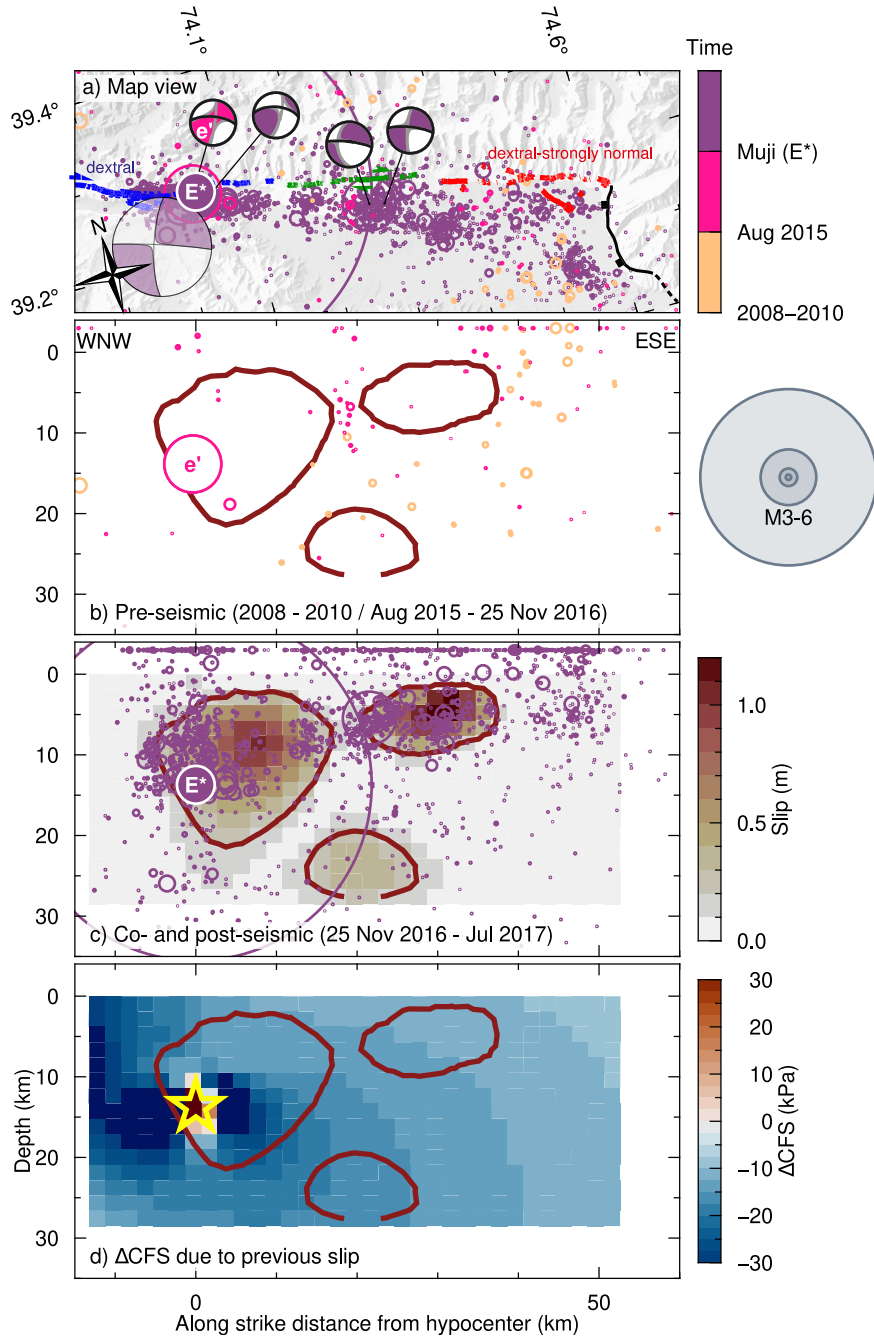 74.1°
74.6°
Time
a) Map view
39.4°
e'
dextral
dextral-strongly normal
E*
N
39.2°
Muji (E*)
Aug 2015
2008–2010
WNW
ESE
0
10
e'
20
30
b) Pre-seismic (2008 - 2010 / Aug 2015 - 25 Nov 2016)
M3-6
0
10
E*
20
30
c) Co- and post-seismic (25 Nov 2016 - Jul 2017)
1.0
0.5
0.0
Slip (m)
0
10
20
30
Depth (km)
d) ΔCFS due to previous slip
30
20
10
0
−10
−20
−30
ΔCFS (kPa)
0
50
Along strike distance from hypocenter (km)